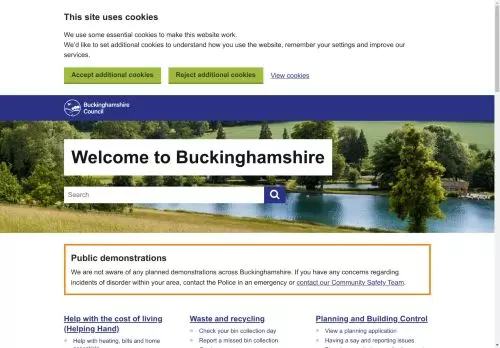 This site uses cookies
We use some essential cookies to make this website work.
We'd like to set additional cookies to understand how you use the website, remember your settings and improve our
services.
Accept additional cookies
Reject additional cookies
View cookies
Buckinghamshire
Council
Welcome to Buckinghamshire
Search
Public demonstrations
We are not aware of any planned demonstrations across Buckinghamshire. If you have any concerns regarding
incidents of disorder within your area, contact the Police in an emergency or contact our Community Safety Team.
Help with the cost of living
(Helping Hand)
Help with heating, bills and home
Waste and recycling
Check your bin collection day
Report a missed bin collection
Planning and Building Control
View a planning application
Having a say and reporting issues